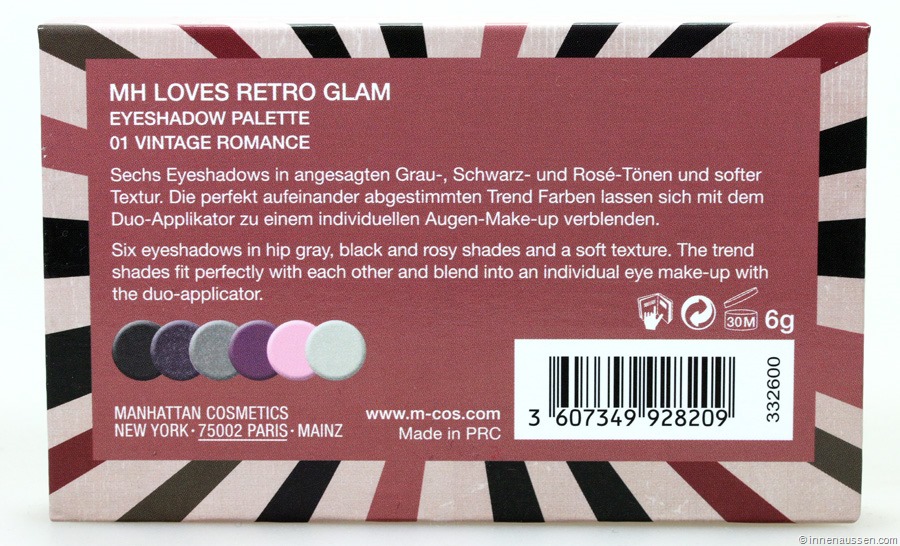 MH LOVES RETRO GLAM
EYESHADOW PALETTE
01 VINTAGE ROMANCE
Sechs Eyeshadows in angesagten Grau-, Schwarz- und Rosé-Tönen und softer
Textur. Die perfekt aufeinander abgestimmten Trend Farben lassen sich mit dem
Duo-Applikator zu einem individuellen Augen-Make-up verblenden.
Six eyeshadows in hip gray, black and rosy shades and a soft texture. The trend
shades fit perfectly with each other and blend into an individual eye make-up with
the duo-applicator.
30M 6g
MANHATTAN COSMETICS
NEW YORK · 75002 PARIS · MAINZ
www.m-cos.com
Made in PRC
3 607349 928209
332600
© innenaussen.com